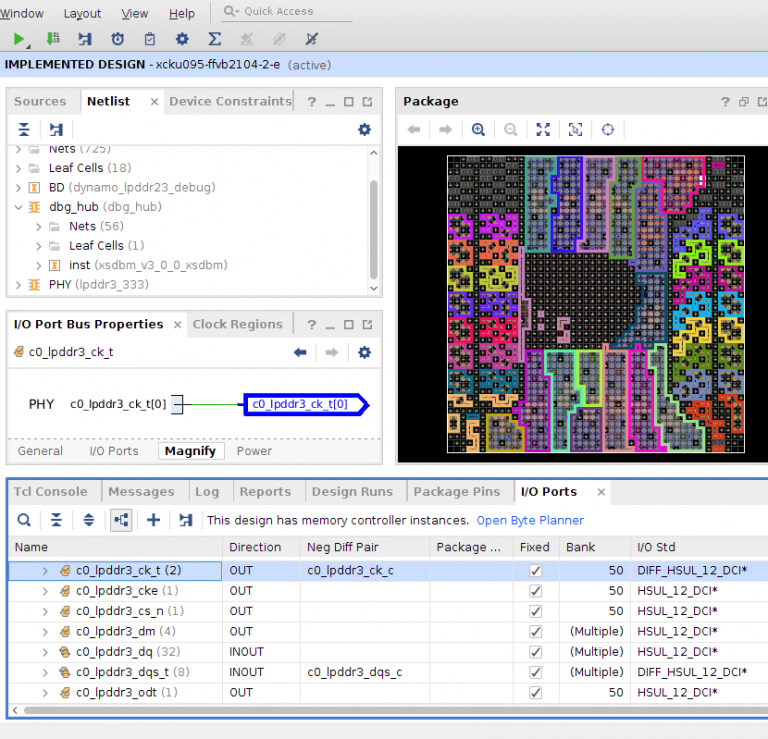 Window Layout View Help Quick Access
IMPLEMENTED DESIGN - xcku095-ffvb2104-2-e (active)
Sources Netlist × Device Constraints ? Package ?
Nets (725)
Leaf Cells (18)
BD (dynamo_lpddr23_debug)
dbg_hub (dbg_hub)
Nets (56)
Leaf Cells (1)
inst (xsdbm_v3_0_0_xsdbm)
PHY (lpddr3_333)
I/O Port Bus Properties × Clock Regions ?
c0_lpddr3_ck_t
PHY c0_lpddr3_ck_t[0] c0_lpddr3_ck_t[0]
General I/O Ports Magnify Power
Tcl Console Messages Log Reports Design Runs Package Pins I/O Ports ×
This design has memory controller instances. Open Byte Planner
Name Direction Neg Diff Pair Package ... Fixed Bank I/O Std
c0_lpddr3_ck_t (2) OUT c0_lpddr3_ck_c 50 DIFF_HSUL_12_DCI*
c0_lpddr3_cke (1) OUT 50 HSUL_12_DCI*
c0_lpddr3_cs_n (1) OUT 50 HSUL_12_DCI*
c0_lpddr3_dm (4) OUT (Multiple) HSUL_12_DCI*
c0_lpddr3_dq (32) INOUT (Multiple) HSUL_12_DCI*
c0_lpddr3_dqs_t (8) INOUT c0_lpddr3_dqs_c (Multiple) DIFF_HSUL_12_DCI*
c0_lpddr3_odt (1) OUT 50 HSUL_12_DCI*